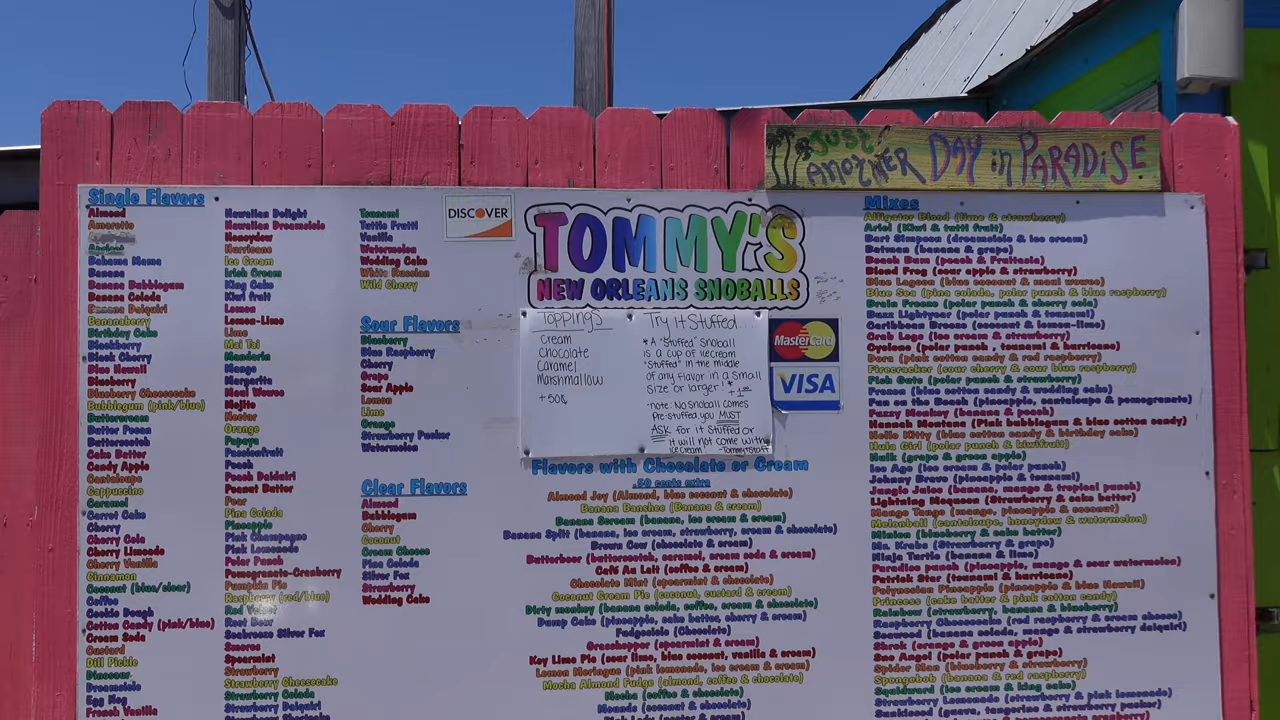 Just
Another Day in Paradise
Single Flavors
Almond
Amaretto
Bahama Mama
Banana
Banana Bubblegum
Banana Colada
Banana Daiquiri
Bananaberry
Birthday Cake
Blackberry
Black Cherry
Blue Hawaii
Blueberry
Blueberry Cheesecake
Bubblegum (pink/blue)
Buttercream
Butter Pecan
Butterscotch
Cake Batter
Candy Apple
Cantaloupe
Cappuccino
Caramel
Carrot Cake
Cherry
Cherry Cola
Cherry Limeade
Cherry Vanilla
Cinnamon
Coconut (blue/clear)
Coffee
Cookie Dough
Cotton Candy (pink/blue)
Cream Soda
Custard
Dill Pickle
Dinosaur
Dreamsicle
Egg Nog
French Vanilla
Hawaiian Delight
Hawaiian Dreamsicle
Honeydew
Hurricane
Ice Cream
Irish Cream
King Cake
Kiwi fruit
Lemon
Lemon-Lime
Lime
Mai Tai
Mandarin
Mango
Margarita
Maui Wowee
Mojito
Nectar
Orange
Papaya
Passionfruit
Peach
Peach Daiquiri
Peanut Butter
Pear
Pina Colada
Pineapple
Pink Champagne
Pink Lemonade
Polar Punch
Pomegranate-Cranberry
Pumpkin Pie
Raspberry (red/blue)
Red Velvet
Root Beer
Seabreeze Silver Fox
Smores
Spearmint
Strawberry
Strawberry Cheesecake
Strawberry Colada
Strawberry Daiquiri
Strawberry Shortcake
Tsunami
Tuttie Frutti
Vanilla
Watermelon
Wedding Cake
White Russian
Wild Cherry
Sour Flavors
Blueberry
Blue Raspberry
Cherry
Grape
Sour Apple
Lemon
Lime
Orange
Strawberry Pucker
Watermelon
Clear Flavors
Almond
Bubblegum
Cherry
Coconut
Cream Cheese
Pina Colada
Silver Fox
Strawberry
Wedding Cake
DISCOVER
TOMMY'S
NEW ORLEANS SNOBALLS
Toppings
Cream
Chocolate
Caramel
Marshmallow
+ 50¢
Try it Stuffed...
* A "Stuffed" Snoball
is a cup of icecream
"stuffed" in the middle
of any flavor in a small
size or larger! *
+ 1.00
*note: No Snoball comes
pre-stuffed you MUST
ASK for it stuffed or
it will not come with
icecream! -Tommy's Staff
MasterCard
VISA
Flavors with Chocolate or Cream
.50 cents extra
Almond Joy (Almond, blue coconut & chocolate)
Banana Banshee (Banana & cream)
Banana Scream (banana, ice cream & cream)
Banana Split (banana, ice cream, strawberry, cream & chocolate)
Brown Cow (chocolate & cream)
Butterbeer (butterscotch, caramel, cream soda & cream)
Café Au Lait (coffee & cream)
Chocolate Mint (spearmint & chocolate)
Coconut Cream Pie (coconut, custard & cream)
Dirty monkey (banana colada, coffee, cream & chocolate)
Dump Cake (pineapple, cake batter, cherry & cream)
Fudgesicle (Chocolate)
Grasshopper (spearmint & cream)
Key Lime Pie (sour lime, blue coconut, vanilla & cream)
Lemon Meringue (pink lemonade, ice cream & cream)
Mocha Almond Fudge (almond, coffee & chocolate)
Mocha (coffee & chocolate)
Mounds (coconut & chocolate)
Pink Lady (nectar & cream)
Mixes
Alligator Blood (lime & strawberry)
Ariel (Kiwi & tutti fruit)
Bart Simpson (dreamsicle & ice cream)
Batman (banana & grape)
Beach Bum (peach & Fruitasia)
Blood Frog (sour apple & strawberry)
Blue Lagoon (blue coconut & maui wowee)
Blue Sea (pina colada, polar punch & blue raspberry)
Brain Freeze (polar punch & cherry cola)
Buzz Lightyear (polar punch & tsunami)
Caribbean Breeze (coconut & lemon-lime)
Crab Legs (ice cream & strawberry)
Cyclone (polar punch , tsunami & hurricane)
Dora (pink cotton candy & red raspberry)
Firecracker (sour cherry & sour blue raspberry)
Fish Guts (polar punch & strawberry)
Frozen (blue cotton candy & wedding cake)
Fun on the Beach (pineapple, cantaloupe & pomegranate)
Fuzzy Monkey (banana & peach)
Hannah Montana (Pink bubblegum & blue cotton candy)
Hello Kitty (blue cotton candy & birthday cake)
Hula Girl (polar punch & kiwifruit)
Hulk (grape & green apple)
Ice Age (ice cream & polar punch)
Johnny Bravo (pineapple & tsunami)
Jungle Juice (banana, mango & tropical punch)
Lightning Mcqueen (Strawberry & cake batter)
Mango Tango (mango, pineapple & coconut)
Melonball (cantaloupe, honeydew & watermelon)
Minion (blueberry & cake batter)
Mr. Krabs (Strawberry & grape)
Ninja Turtle (banana & lime)
Paradise punch (pineapple, mango & sour watermelon)
Patrick Star (tsunami & hurricane)
Polynesian Pineapple (pineapple & blue Hawaii)
Princess (cake batter & pink cotton candy)
Rainbow (strawberry, banana & blueberry)
Raspberry Cheesecake (red raspberry & cream cheese)
Seaweed (banana colada, mango & strawberry daiquiri)
Shrek (orange & green apple)
Sno Angel (polar punch & grape)
Spider Man (blueberry & strawberry)
Spongebob (banana & red raspberry)
Squidward (ice cream & king cake)
Strawberry Lemonade (strawberry & pink lemonade)
Sunkissed (guava, tangerine & strawberry pucker)